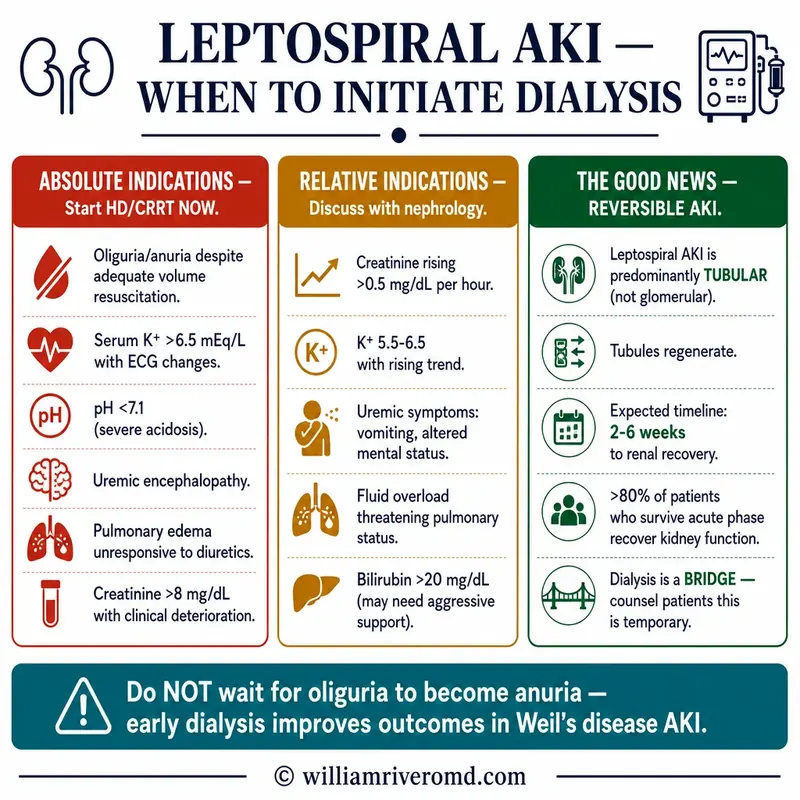 LEPTOSPIRAL AKI —
WHEN TO INITIATE DIALYSIS
ABSOLUTE INDICATIONS —
Start HD/CRRT NOW.
Oliguria/anuria despite
adequate volume
resuscitation.
Serum K⁺ >6.5 mEq/L
with ECG changes.
pH
pH <7.1
(severe acidosis).
Uremic encephalopathy.
Pulmonary edema
unresponsive to diuretics.
Creatinine >8 mg/dL
with clinical deterioration.
RELATIVE INDICATIONS —
Discuss with nephrology.
Creatinine rising
>0.5 mg/dL per hour.
K⁺
K⁺ 5.5-6.5
with rising trend.
Uremic symptoms:
vomiting, altered
mental status.
Fluid overload
threatening pulmonary
status.
Bilirubin >20 mg/dL
(may need aggressive
support).
THE GOOD NEWS —
REVERSIBLE AKI.
Leptospiral AKI is
predominantly TUBULAR
(not glomerular).
Tubules regenerate.
Expected timeline:
2-6 weeks
to renal recovery.
>80% of patients
who survive acute phase
recover kidney function.
Dialysis is a BRIDGE —
counsel patients this
is temporary.
Do NOT wait for oliguria to become anuria —
early dialysis improves outcomes in Weil's disease AKI.
© williamriveromd.com